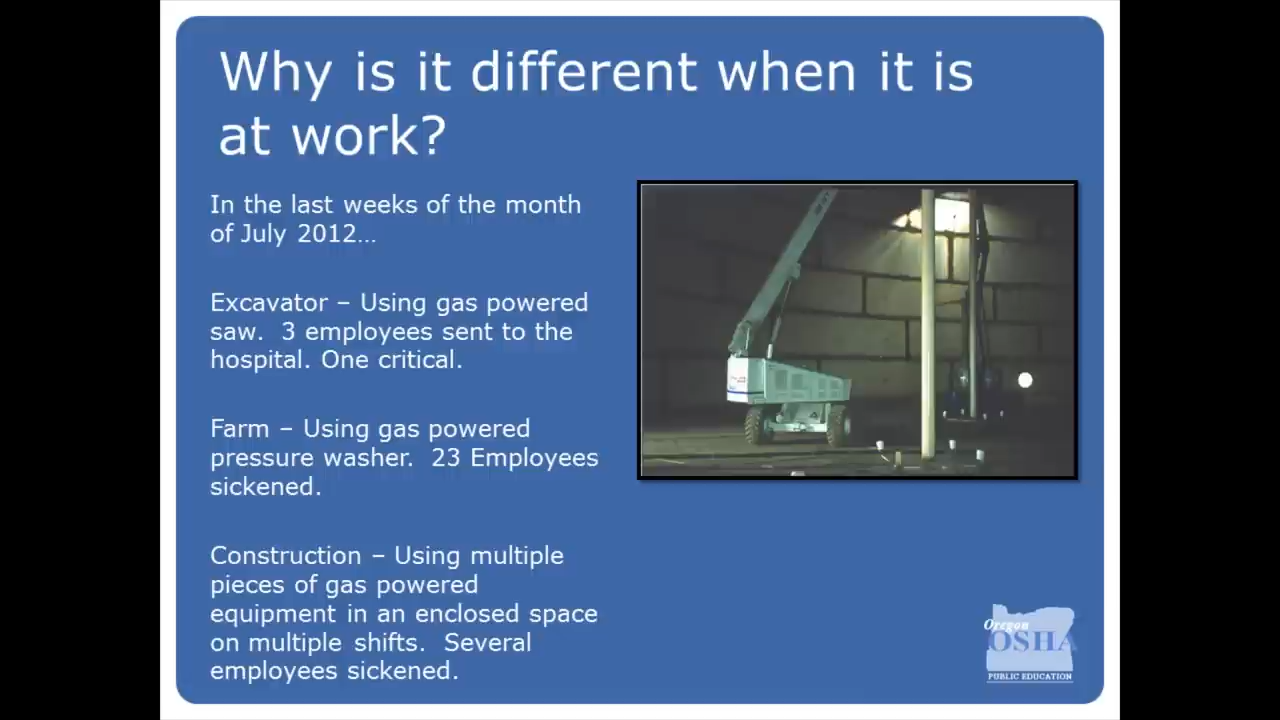 Why is it different when it is
at work?
In the last weeks of the month
of July 2012…
Excavator – Using gas powered
saw.  3 employees sent to the
hospital. One critical.
Farm – Using gas powered
pressure washer.  23 Employees
sickened.
Construction – Using multiple
pieces of gas powered
equipment in an enclosed space
on multiple shifts.  Several
employees sickened.
Oregon
OSHA
PUBLIC EDUCATION